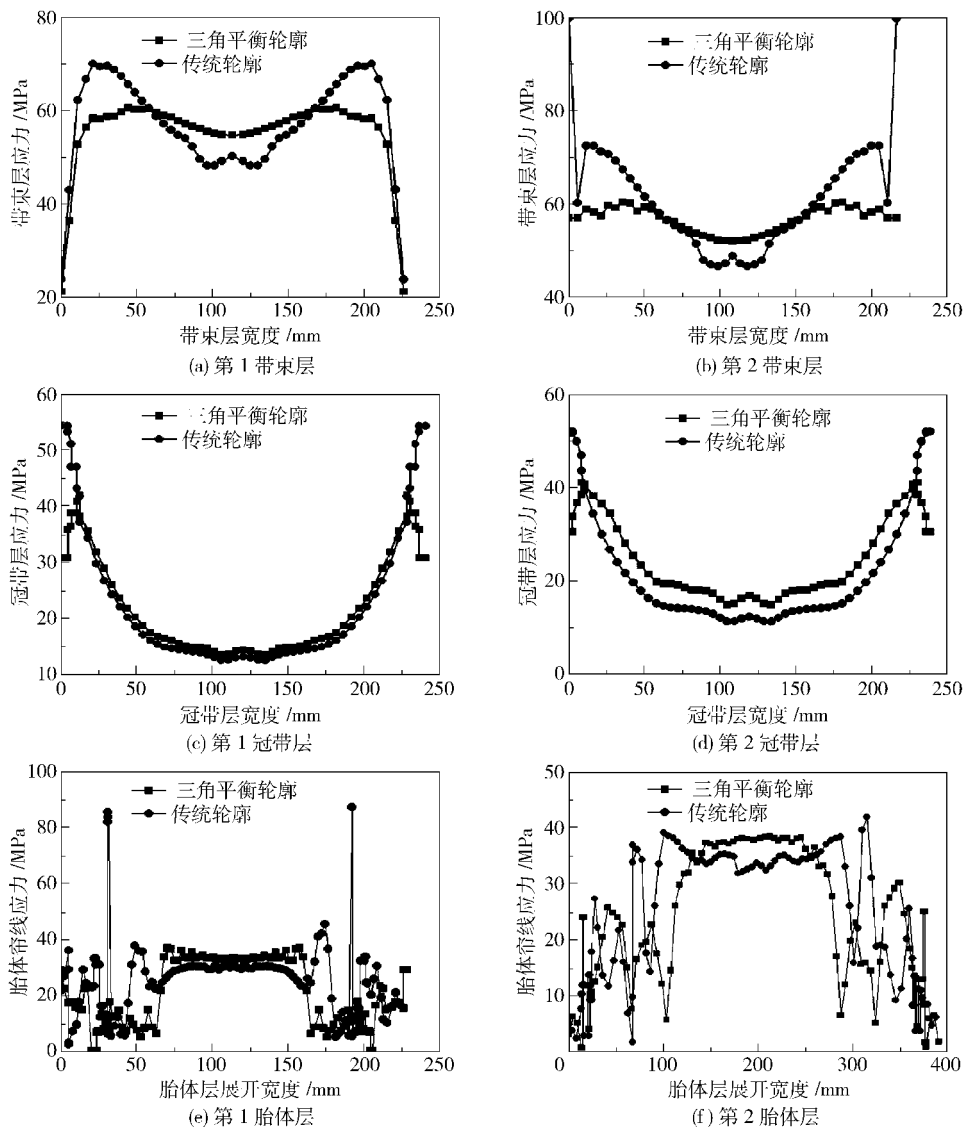 80
60
40
20
带束层应力 /MPa
三角平衡轮廓
传统轮廓
0 50 100 150 200 250
带束层宽度 /mm
(a) 第 1 带束层
100
80
60
40
带束层应力 /MPa
三角平衡轮廓
传统轮廓
0 50 100 150 200 250
带束层宽度 /mm
(b) 第 2 带束层
60
50
40
30
20
10
冠带层应力 /MPa
三角平衡轮廓
传统轮廓
0 50 100 150 200 250
冠带层宽度 /mm
(c) 第 1 冠带层
60
40
20
0
冠带层应力 /MPa
三角平衡轮廓
传统轮廓
0 50 100 150 200 250
冠带层宽度 /mm
(d) 第 2 冠带层
100
80
60
40
20
0
胎体帘线应力 /MPa
三角平衡轮廓
传统轮廓
0 50 100 150 200 250
胎体层展开宽度 /mm
(e) 第 1 胎体层
50
40
30
20
10
0
胎体帘线应力 /MPa
三角平衡轮廓
传统轮廓
0 100 200 300 400
胎体层展开宽度 /mm
(f) 第 2 胎体层